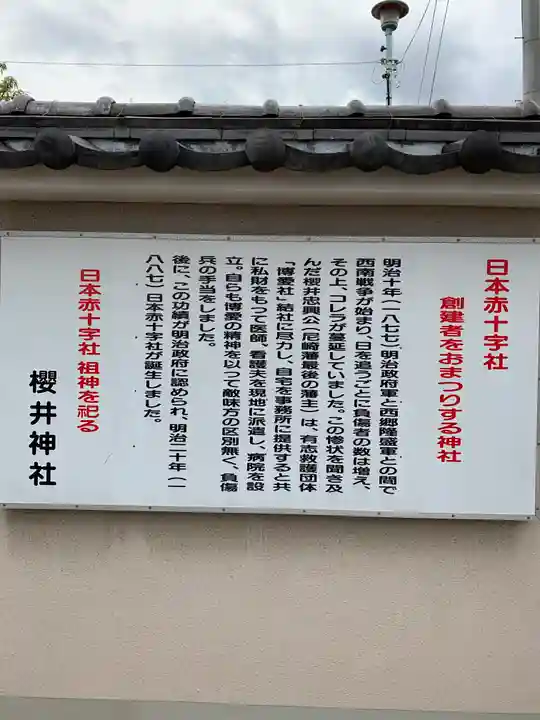 日本赤十字社
創建者をおまつりする神社
明治十年（一八七七）、明治政府軍と西郷隆盛軍との間で
西南戦争が始まり、日を追うごとに負傷者の数は増え、
その上、コレラが蔓延していました。この惨状を聞き及
んだ櫻井忠興公（尼崎藩最後の藩主）は、有志救護団体
「博愛社」結社に尽力し、自宅を事務所に提供すると共
に私財をもって医師、看護夫を現地に派遣し、病院を設
立。自らも博愛の精神を以って敵味方の区別無く、負傷
兵の手当をしました。
後に、この功績が明治政府に認められ、明治二十年（一
八八七）日本赤十字社が誕生しました。
日本赤十字社 祖神を祀る
櫻井神社